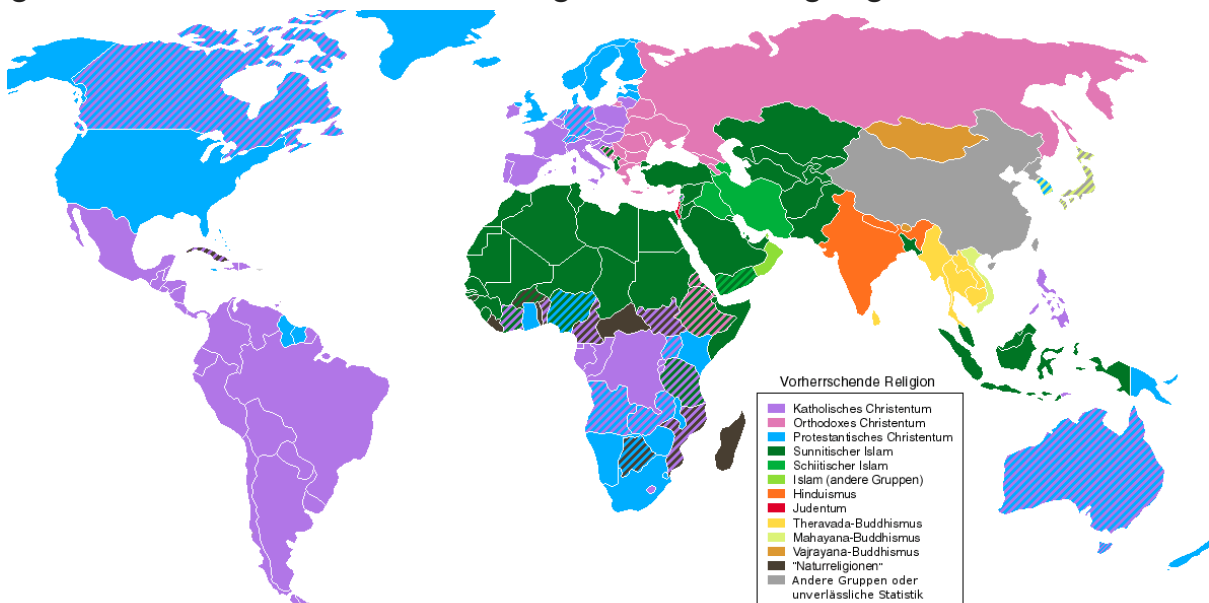 Vorherrschende Religion
Katholisches Christentum
Orthodoxes Christentum
Protestantisches Christentum
Sunnitischer Islam
Schiitischer Islam
Islam (andere Gruppen)
Hinduismus
Judentum
Theravada-Buddhismus
Mahayana-Buddhismus
Vajrayana-Buddhismus
"Naturreligionen"
Andere Gruppen oder
unverlässliche Statistik